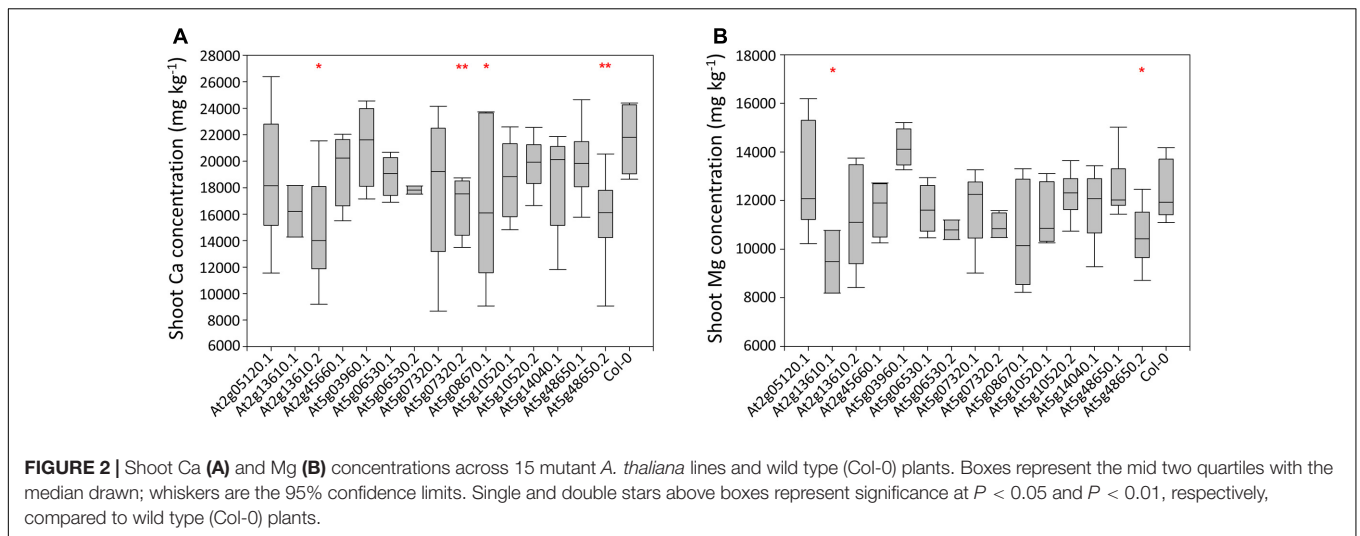 A
Shoot Ca concentration (mg kg⁻¹)
28000
26000
24000
22000
20000
18000
16000
14000
12000
10000
8000
6000
* ** * **
At2g05120.1
At2g13610.1
At2g13610.2
At2g45660.1
At5g03960.1
At5g06530.1
At5g06530.2
At5g07320.1
At5g07320.2
At5g08670.1
At5g10520.1
At5g10520.2
At5g14040.1
At5g48650.1
At5g48650.2
Col-0
B
Shoot Mg concentration (mg kg⁻¹)
18000
16000
14000
12000
10000
8000
6000
* *
At2g05120.1
At2g13610.1
At2g13610.2
At2g45660.1
At5g03960.1
At5g06530.1
At5g06530.2
At5g07320.1
At5g07320.2
At5g08670.1
At5g10520.1
At5g10520.2
At5g14040.1
At5g48650.1
At5g48650.2
Col-0
FIGURE 2 | Shoot Ca (A) and Mg (B) concentrations across 15 mutant A. thaliana lines and wild type (Col-0) plants. Boxes represent the mid two quartiles with the
median drawn; whiskers are the 95% confidence limits. Single and double stars above boxes represent significance at P < 0.05 and P < 0.01, respectively,
compared to wild type (Col-0) plants.